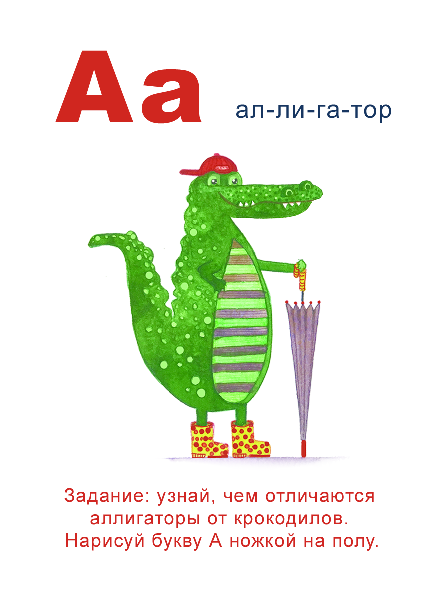 Аа
ал-ли-га-тор
Задание: узнай, чем отличаются
аллигаторы от крокодилов.
Нарисуй букву А ножкой на полу.